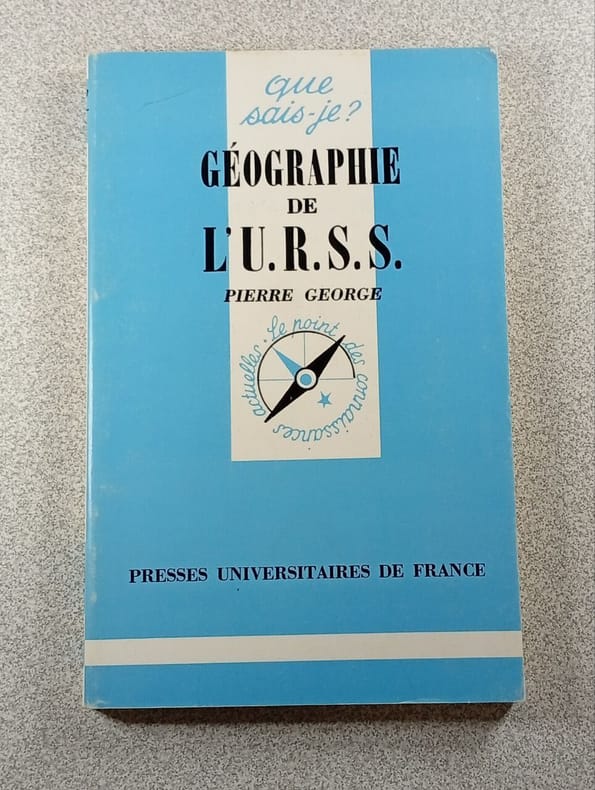 que
sais-je?
GÉOGRAPHIE
DE
L'U.R.S.S.
PIERRE GEORGE
Le point des connaissances actuelles.
PRESSES UNIVERSITAIRES DE FRANCE